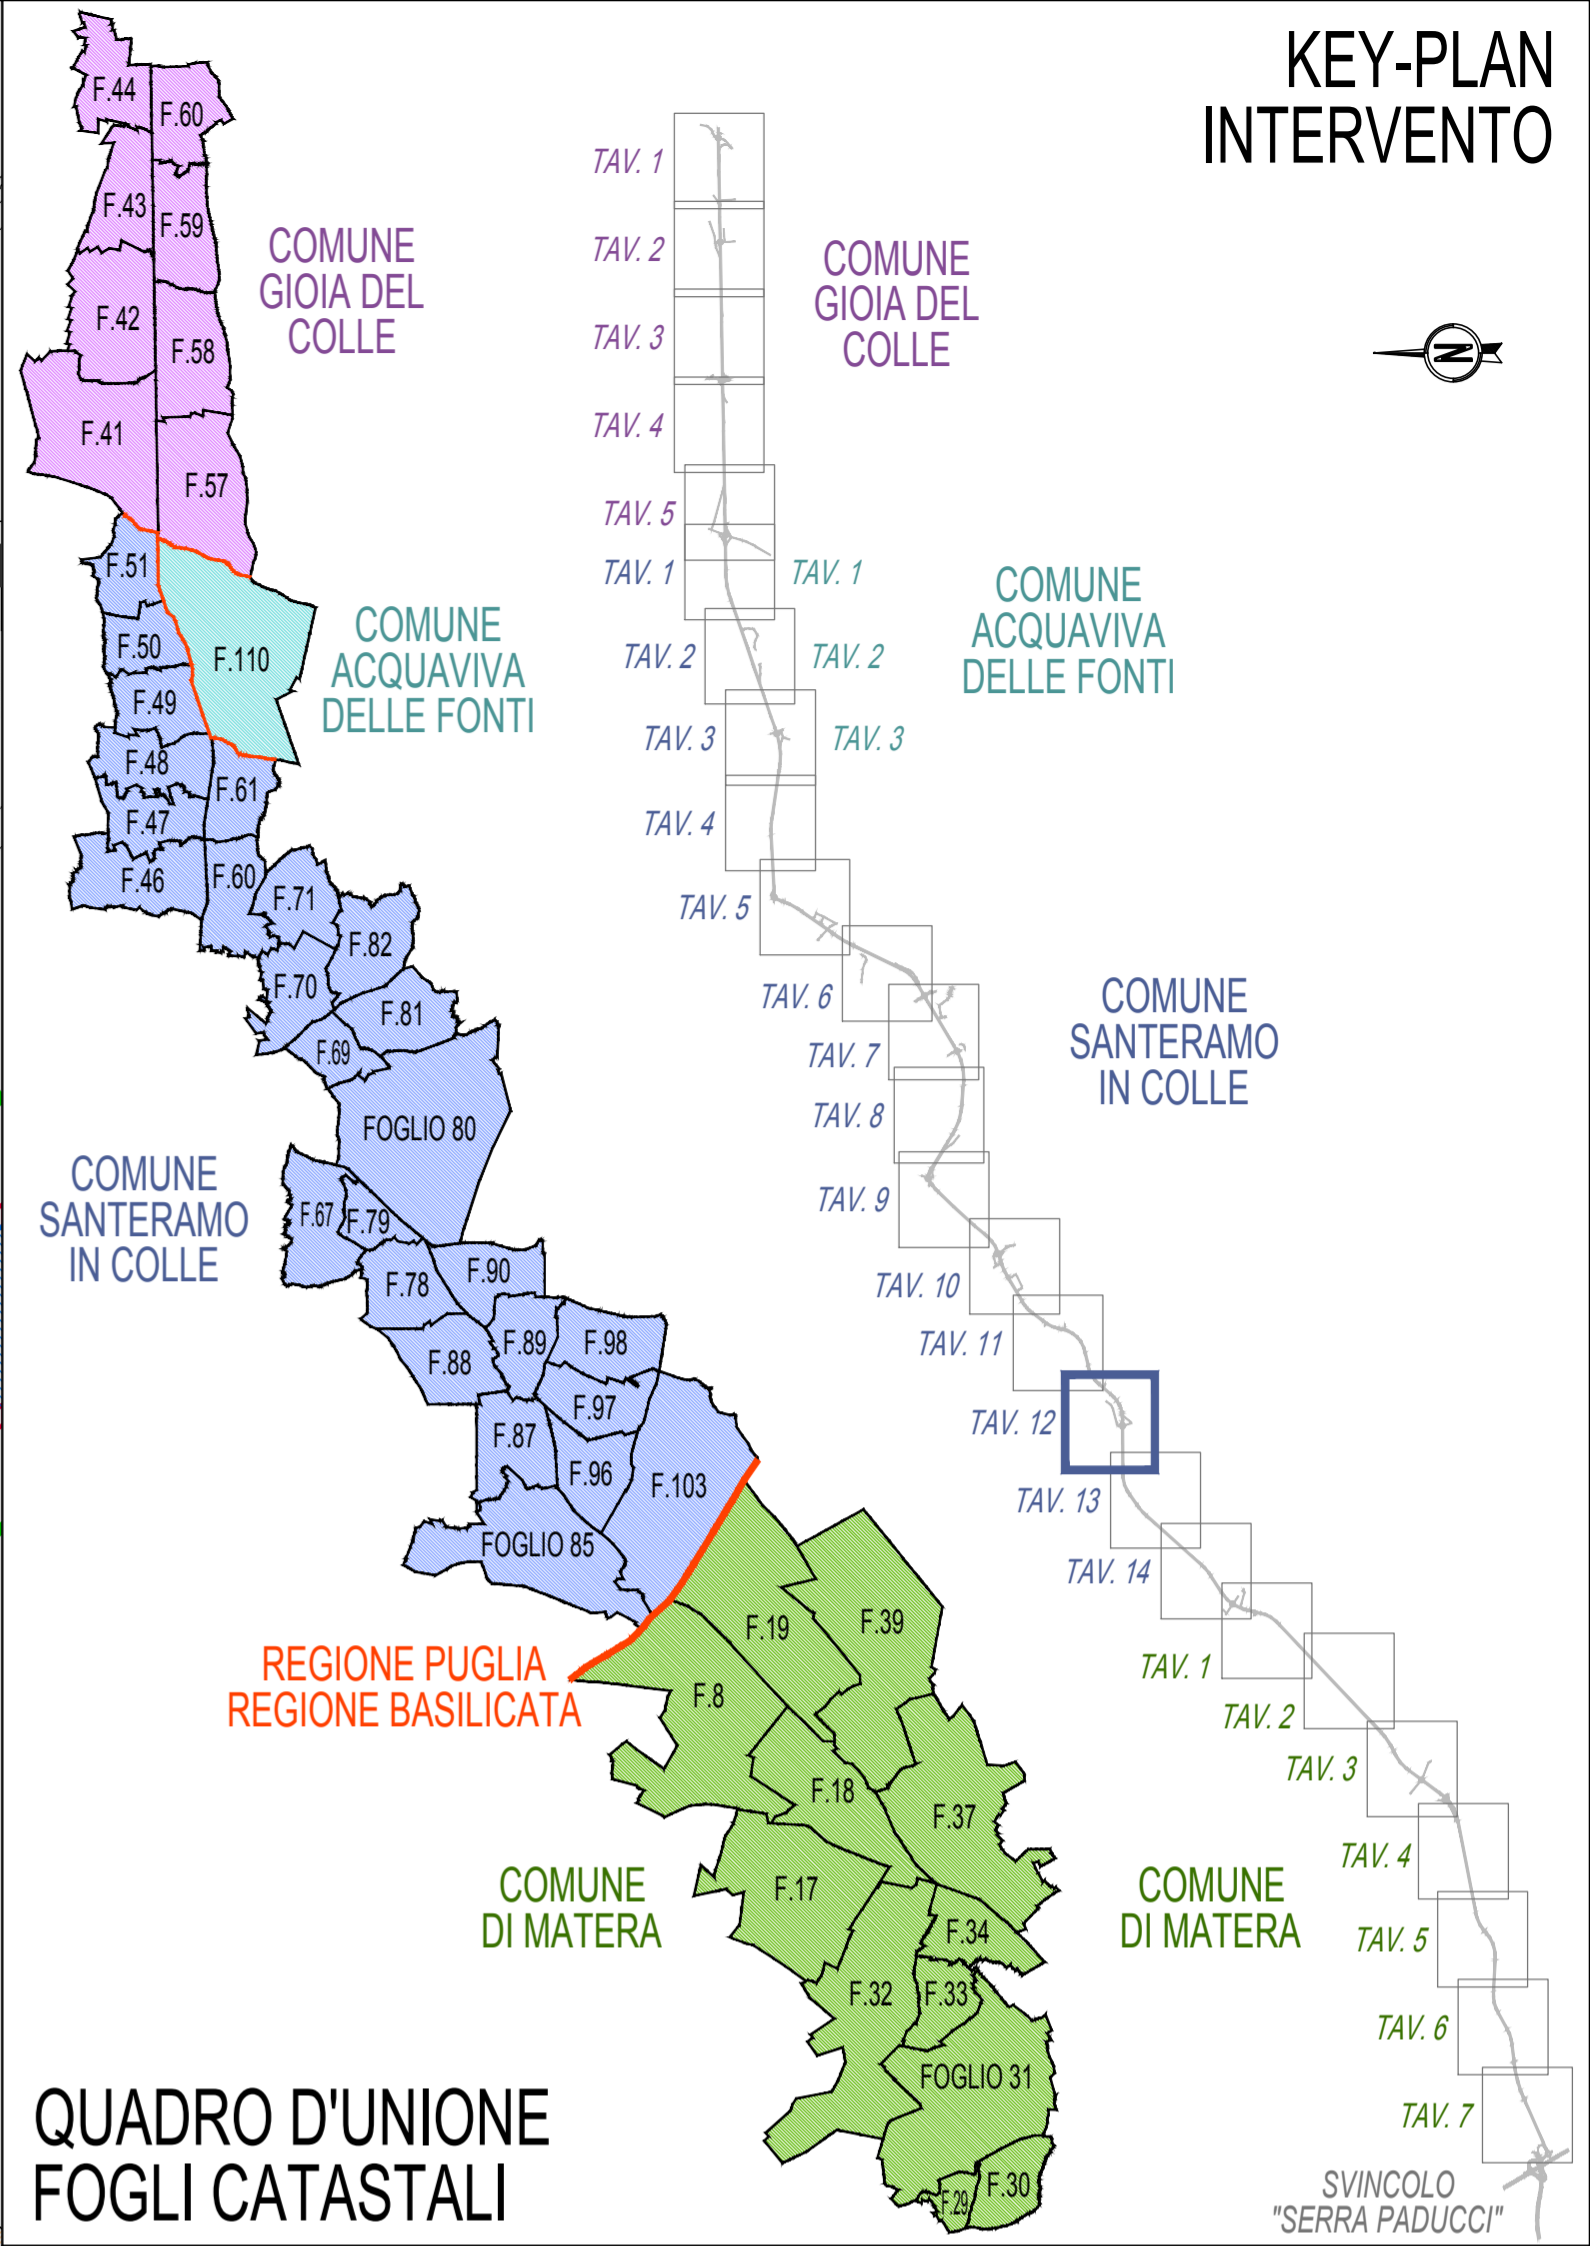 KEY-PLAN
INTERVENTO
F.44
F.60
F.43
F.59
F.42
F.58
F.41
F.57
COMUNE
GIOIA DEL
COLLE
F.51
F.50
F.110
F.49
F.48
F.61
F.47
F.46
F.60
F.71
F.82
F.70
F.81
F.69
FOGLIO 80
F.67
F.79
F.78
F.90
F.89
F.98
F.88
F.97
F.87
F.96
F.103
FOGLIO 85
COMUNE
ACQUAVIVA
DELLE FONTI
COMUNE
SANTERAMO
IN COLLE
REGIONE PUGLIA
REGIONE BASILICATA
F.19
F.39
F.8
F.18
F.37
F.17
F.34
F.32
F.33
FOGLIO 31
F.30
F.29
COMUNE
DI MATERA
TAV. 1
TAV. 2
TAV. 3
TAV. 4
TAV. 5
COMUNE
GIOIA DEL
COLLE
N
TAV. 1
TAV. 1
TAV. 2
TAV. 2
TAV. 3
TAV. 3
COMUNE
ACQUAVIVA
DELLE FONTI
TAV. 4
TAV. 5
TAV. 6
TAV. 7
TAV. 8
TAV. 9
TAV. 10
TAV. 11
TAV. 12
TAV. 13
TAV. 14
COMUNE
SANTERAMO
IN COLLE
TAV. 1
TAV. 2
TAV. 3
TAV. 4
TAV. 5
TAV. 6
TAV. 7
COMUNE
DI MATERA
SVINCOLO
"SERRA PADUCCI"
QUADRO D'UNIONE
FOGLI CATASTALI